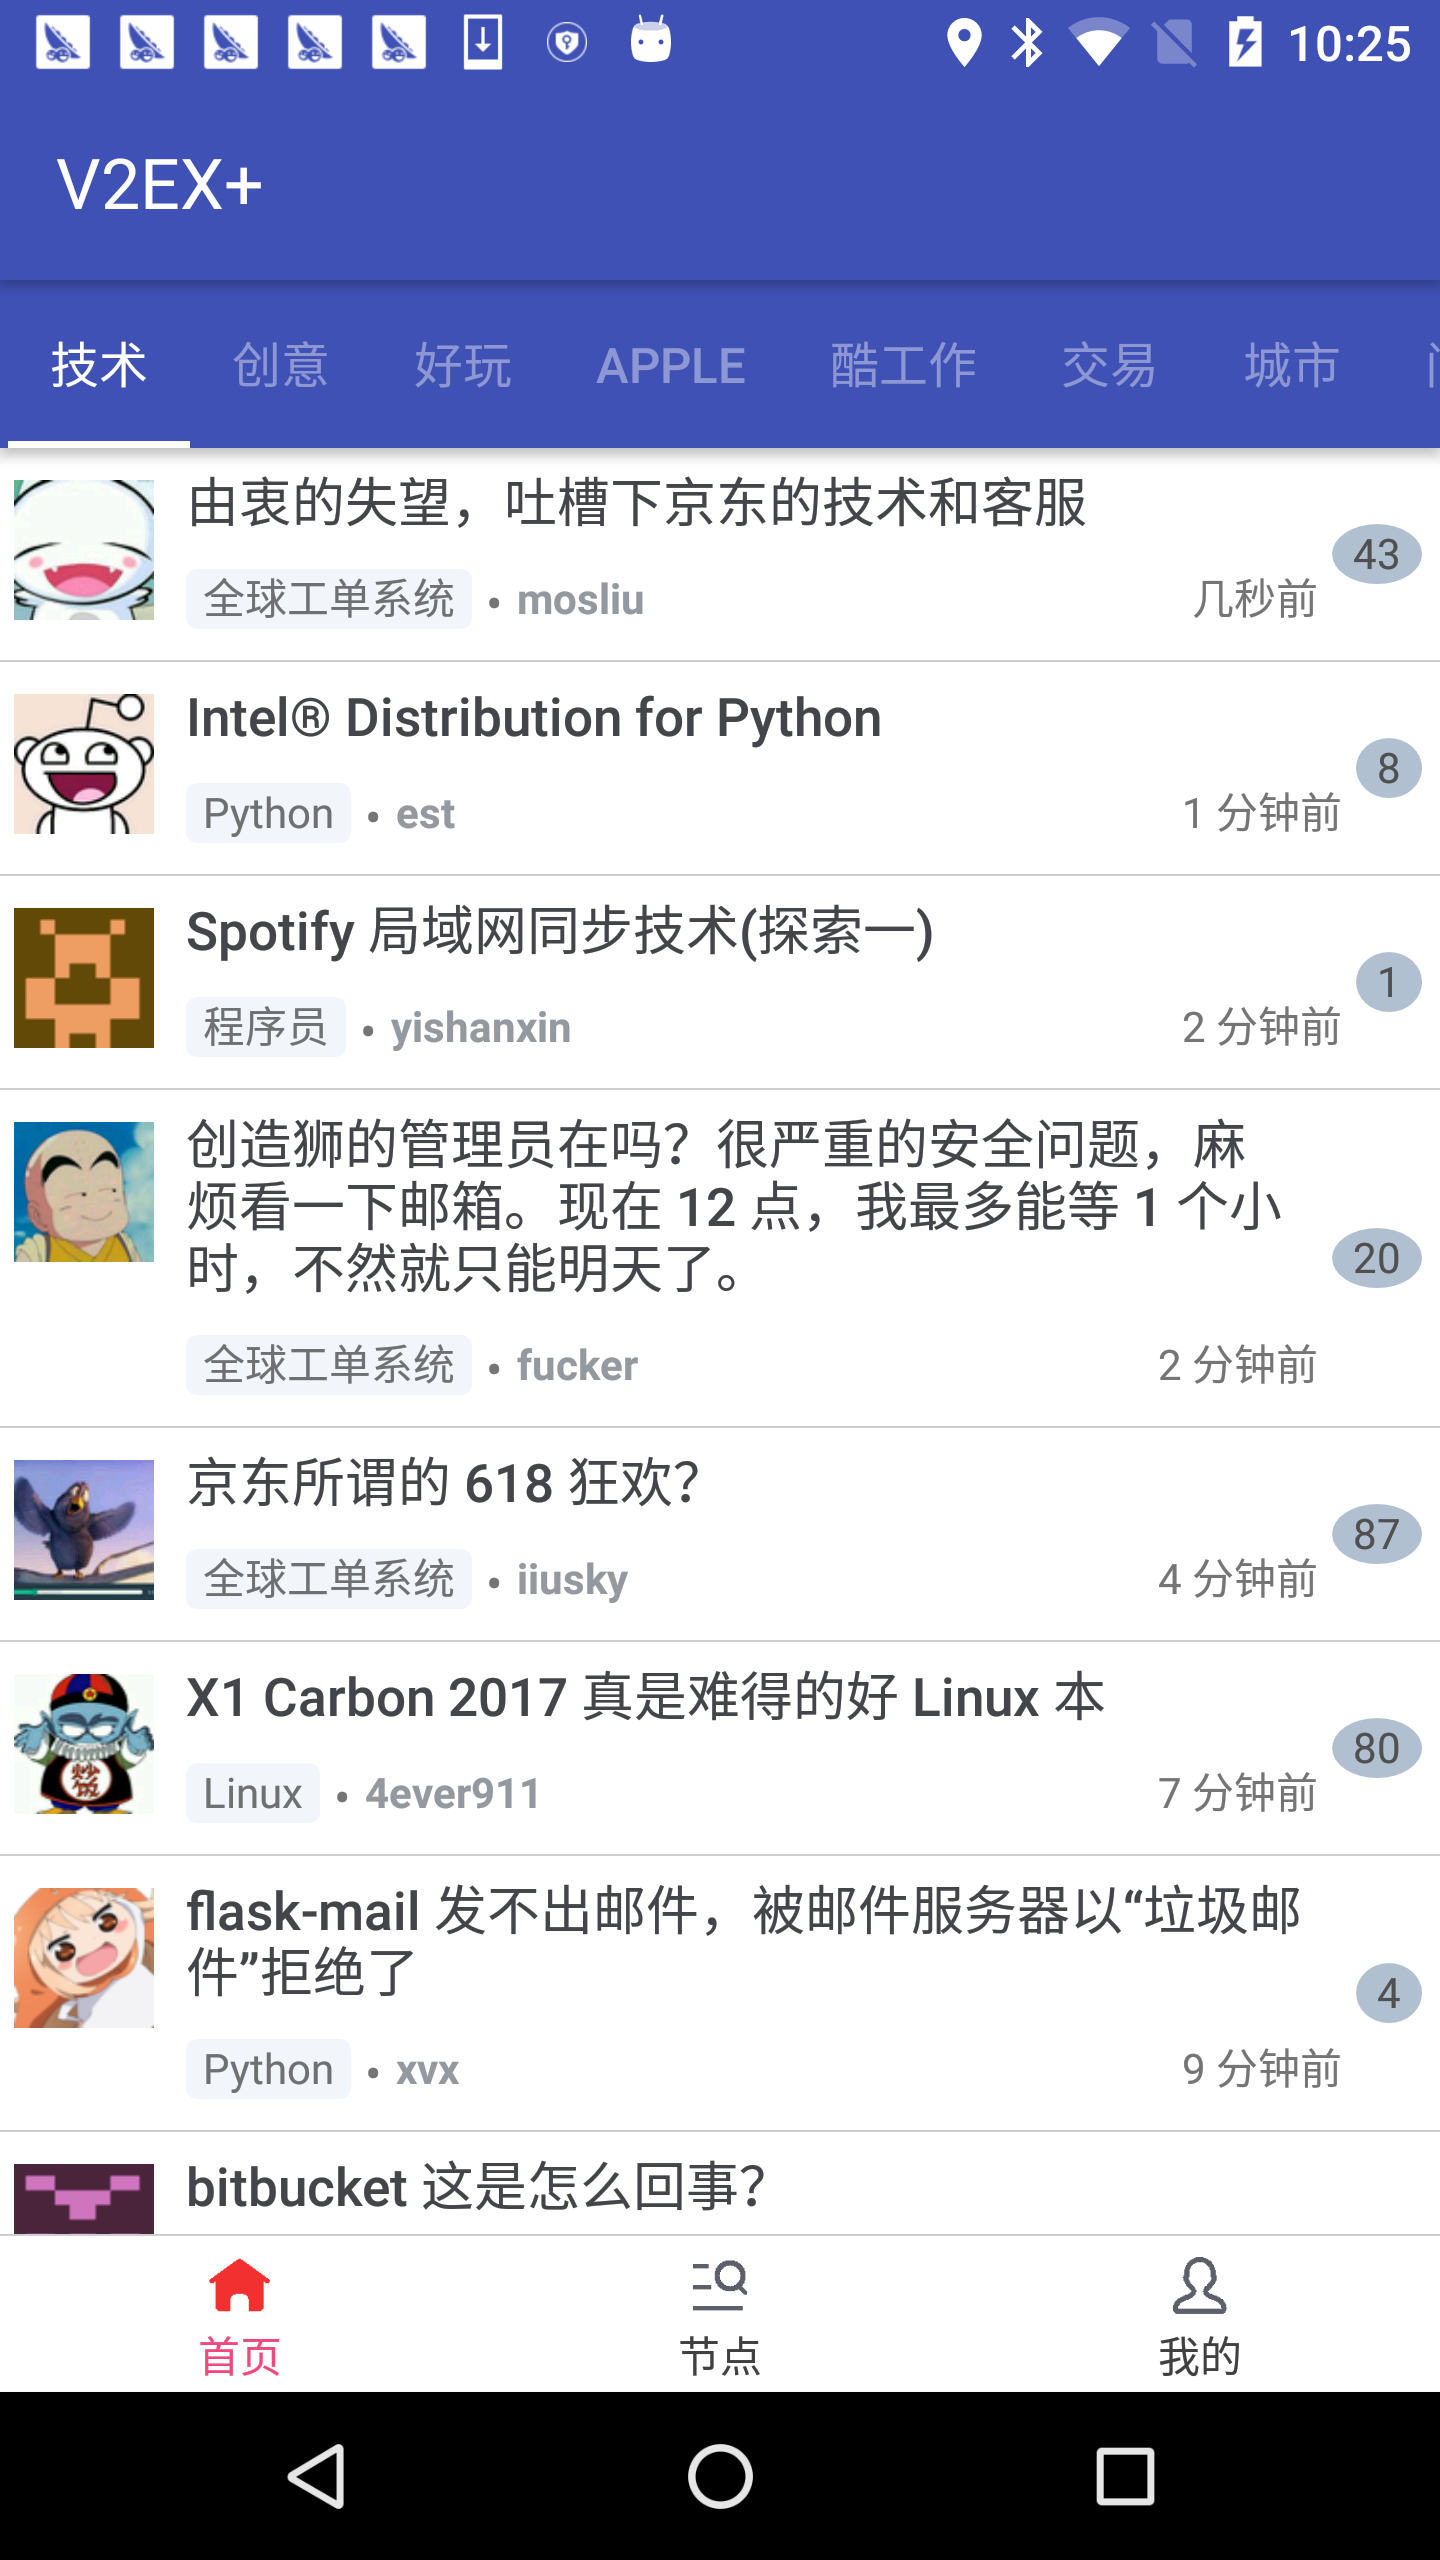 10:25
V2EX+
技术 创意 好玩 APPLE 酷工作 交易 城市
由衷的失望，吐槽下京东的技术和客服
43
全球工单系统 • mosliu 几秒前
Intel® Distribution for Python
8
Python • est 1 分钟前
Spotify 局域网同步技术(探索一)
1
程序员 • yishanxin 2 分钟前
创造狮的管理员在吗？很严重的安全问题，麻
烦看一下邮箱。现在 12 点，我最多能等 1 个小
时，不然就只能明天了。
20
全球工单系统 • fucker 2 分钟前
京东所谓的 618 狂欢？
87
全球工单系统 • iiusky 4 分钟前
X1 Carbon 2017 真是难得的好 Linux 本
80
Linux • 4ever911 7 分钟前
flask-mail 发不出邮件，被邮件服务器以“垃圾邮
件”拒绝了
4
Python • xvx 9 分钟前
bitbucket 这是怎么回事？
首页 节点 我的